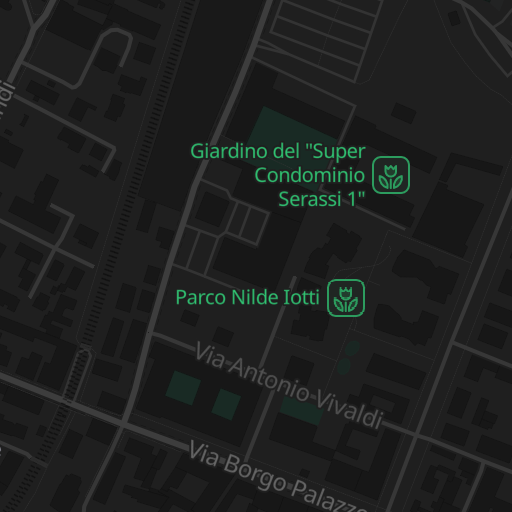 Giardino del "Super
Condominio
Serassi 1"
Parco Nilde Iotti
Via Antonio Vivaldi
Via Borgo Palazzo